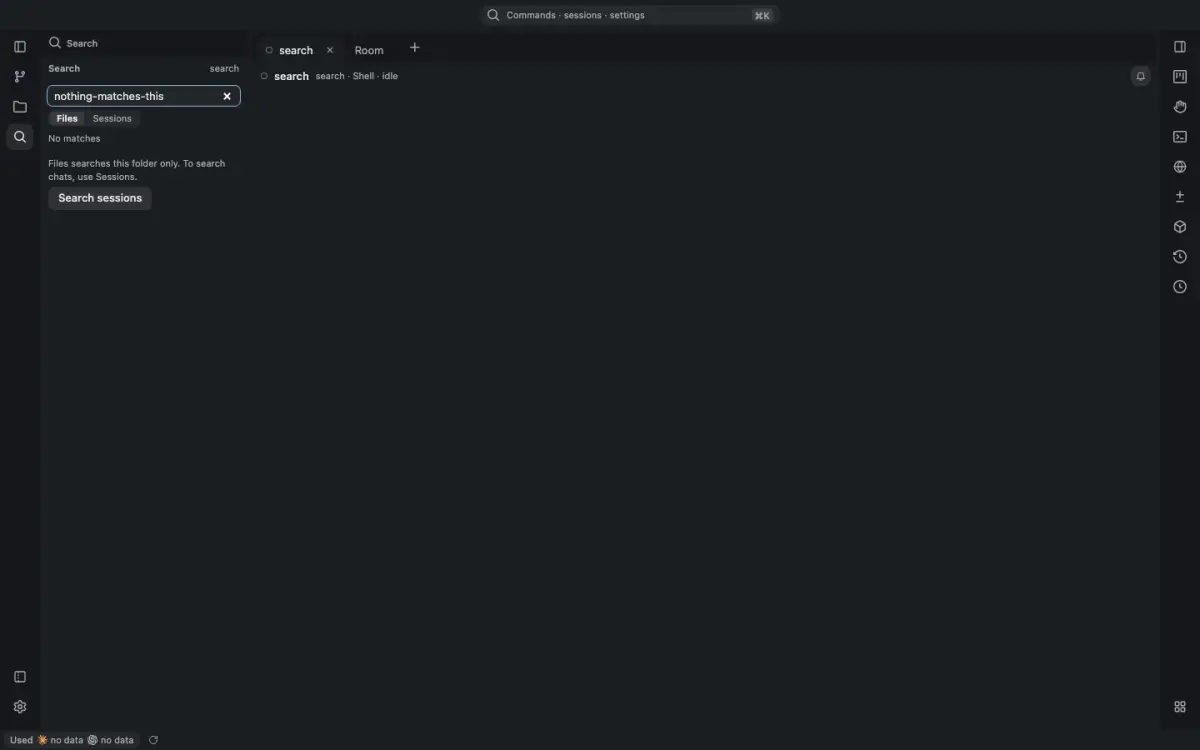 Commands · sessions · settings ⌘K
Search
search × Room +
Search search
search search · Shell · idle
nothing-matches-this ×
Files Sessions
No matches
Files searches this folder only. To search
chats, use Sessions.
Search sessions
Used no data no data